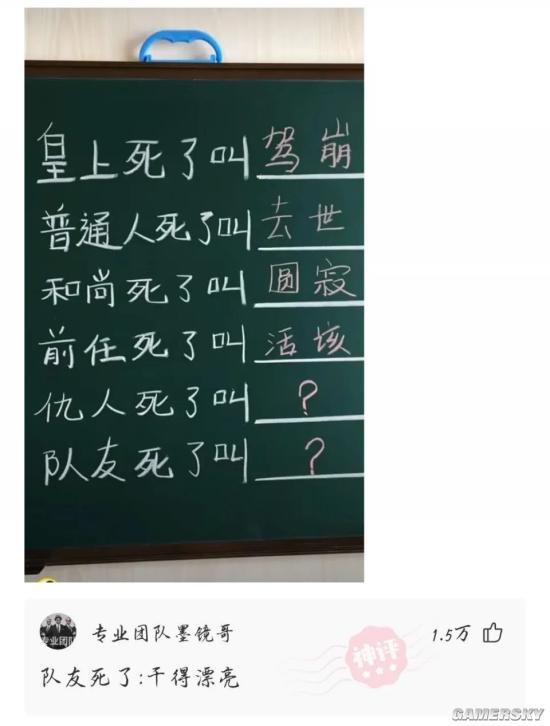 皇上死了叫驾崩
普通人死了叫去世
和尚死了叫圆寂
前任死了叫活该
仇人死了叫？
队友死了叫？
专业团队
专业团队墨镜哥
神评
1.5万
队友死了:干得漂亮
GAMERSKY